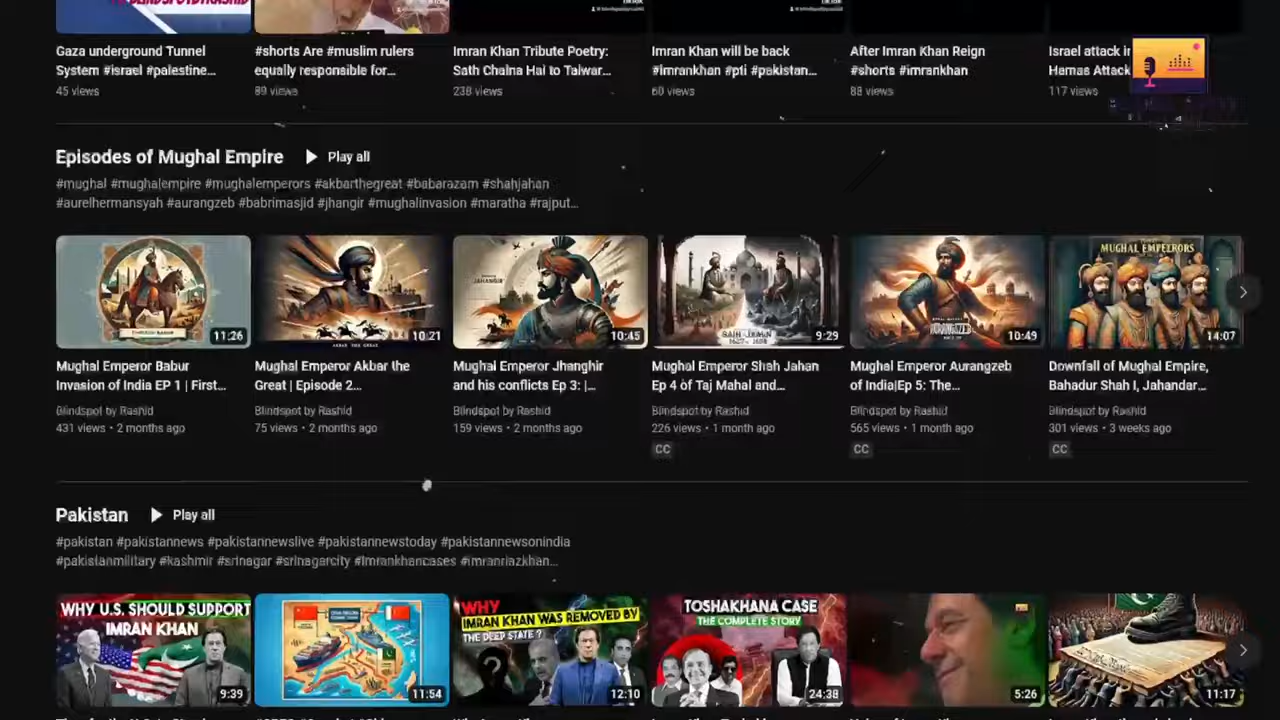 Gaza underground Tunnel
System #israel #palestine...
45 views
#shorts Are #muslim rulers
equally responsible for...
89 views
Imran Khan Tribute Poetry:
Sath Chalna Hai to Talwar...
238 views
Imran Khan will be back
#imrankhan #pti #pakistan...
60 views
After Imran Khan Reign
#shorts #imrankhan
88 views
Israel attack
Hamas Attack
117 views
Episodes of Mughal Empire
Play all
#mughal #mughalempire #mughalemperors #akbarthegreat #babarazam #shahjahan
#aurelhermansyah #aurangzeb #babrimasjid #jhangir #mughalinvasion #maratha #rajput...
11:26
10:21
AKBAR THE GREAT
JAHANGIR
10:45
9:29
AURANGZEB
10:49
MUGHAL EMPEZRORS
14:07
Mughal Emperor Babur
Invasion of India EP 1 | First...
Blindspot by Rashid
431 views • 2 months ago
Mughal Emperor Akbar the
Great | Episode 2...
Blindspot by Rashid
75 views • 2 months ago
Mughal Emperor Jhanghir
and his conflicts Ep 3: |...
Blindspot by Rashid
159 views • 2 months ago
Mughal Emperor Shah Jahan
Ep 4 of Taj Mahal and...
Blindspot by Rashid
226 views • 1 month ago
CC
Mughal Emperor Aurangzeb
of India|Ep 5: The...
Blindspot by Rashid
565 views • 1 month ago
CC
Downfall of Mughal Empire,
Bahadur Shah I, Jahandar...
Blindspot by Rashid
301 views • 3 weeks ago
CC
Pakistan
Play all
#pakistan #pakistannews #pakistannewslive #pakistannewstoday #pakistannewsonindia
#pakistanmilitary #kashmir #srinagar #srinagarcity #Imrankhancases #imranriazkhan...
WHY U.S. SHOULD SUPPORT
IMRAN KHAN
9:39
11:54
WHY
IMRAN KHAN WAS REMOVED BY
THE DEEP STATE ?
12:10
TOSHAKHANA CASE
THE COMPLETE STORY
24:38
5:26
11:17